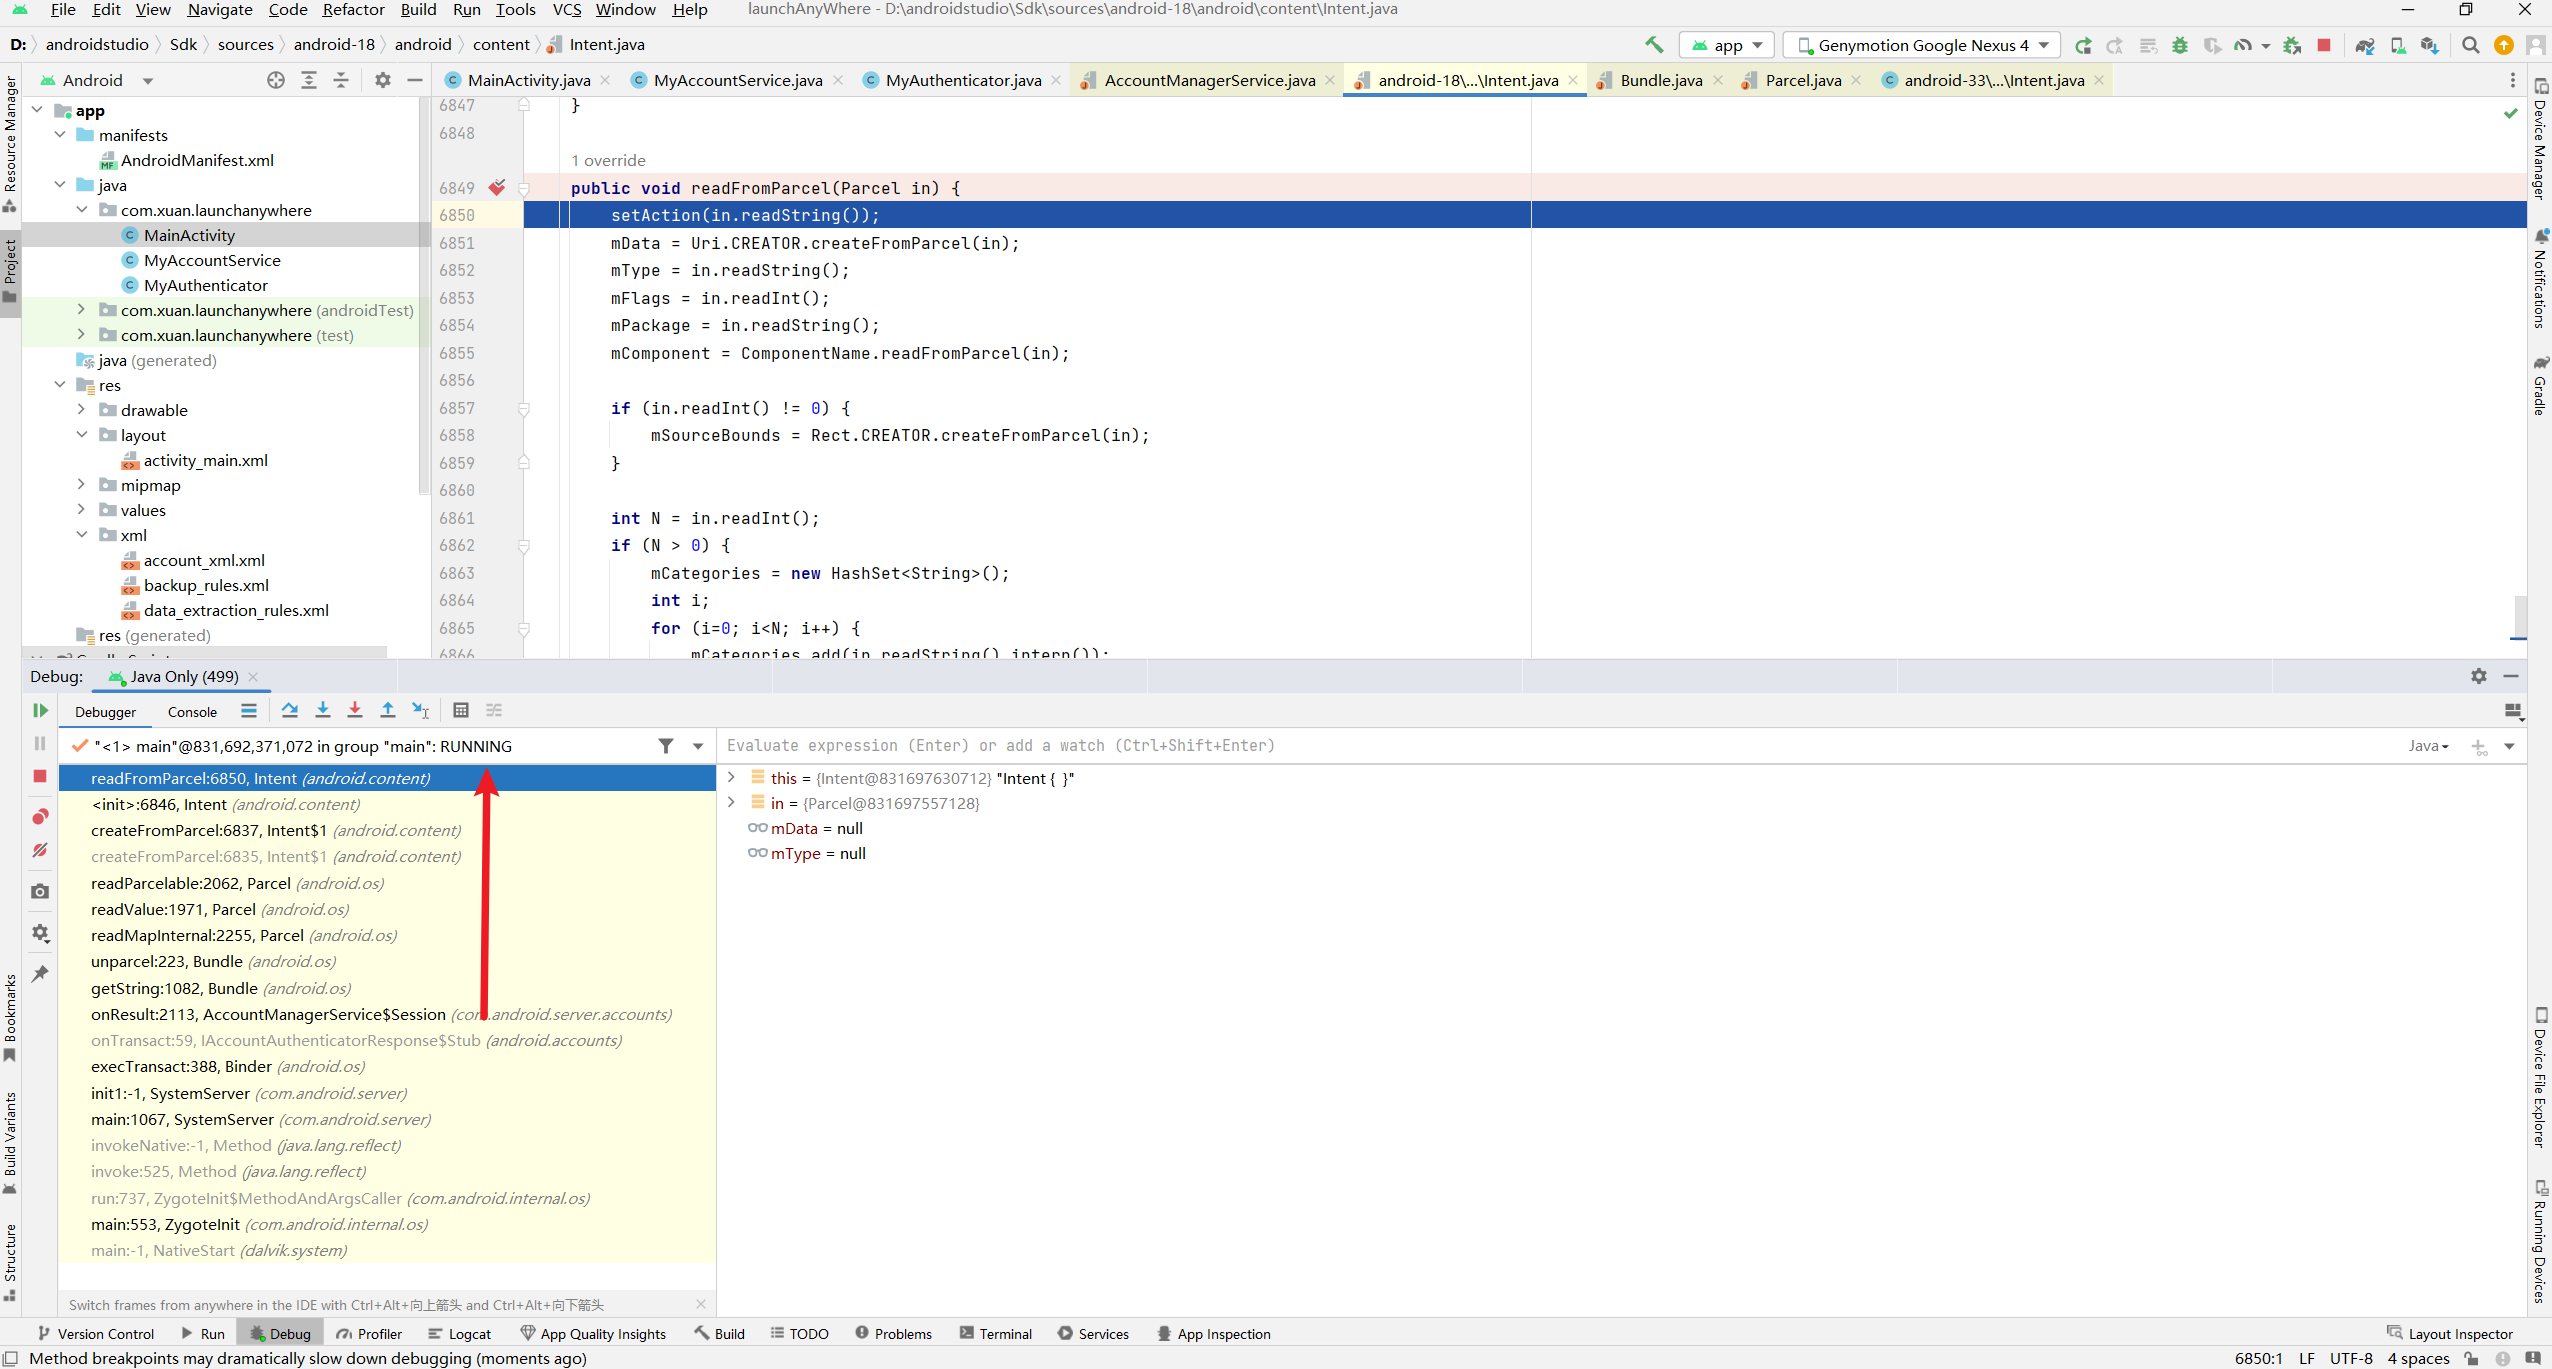 File Edit View Navigate Code Refactor Build Run Tools VCS Window Help launchAnyWhere - D:\androidstudio\Sdk\sources\android-18\android\content\Intent.java
D: androidstudio Sdk sources android-18 android content Intent.java app Genymotion Google Nexus 4
Resource Manager
Project
Bookmarks
Build Variants
Structure
Android
app
manifests
AndroidManifest.xml
java
com.xuan.launchanywhere
MainActivity
MyAccountService
MyAuthenticator
com.xuan.launchanywhere (androidTest)
com.xuan.launchanywhere (test)
java (generated)
res
drawable
layout
activity_main.xml
mipmap
values
xml
account_xml.xml
backup_rules.xml
data_extraction_rules.xml
res (generated)
MainActivity.java MyAccountService.java MyAuthenticator.java AccountManagerService.java android-18\...\Intent.java Bundle.java Parcel.java android-33\...\Intent.java
6847 }
6848
1 override
6849 public void readFromParcel(Parcel in) {
6850 setAction(in.readString());
6851 mData = Uri.CREATOR.createFromParcel(in);
6852 mType = in.readString();
6853 mFlags = in.readInt();
6854 mPackage = in.readString();
6855 mComponent = ComponentName.readFromParcel(in);
6856
6857 if (in.readInt() != 0) {
6858 mSourceBounds = Rect.CREATOR.createFromParcel(in);
6859 }
6860
6861 int N = in.readInt();
6862 if (N > 0) {
6863 mCategories = new HashSet<String>();
6864 int i;
6865 for (i=0; i<N; i++) {
6866 mCategories.add(in.readString().intern());
Device Manager
Notifications
Gradle
Device File Explorer
Running Devices
Debug: Java Only (499)
Debugger Console
"<1> main"@831,692,371,072 in group "main": RUNNING
readFromParcel:6850, Intent (android.content)
<init>:6846, Intent (android.content)
createFromParcel:6837, Intent$1 (android.content)
createFromParcel:6835, Intent$1 (android.content)
readParcelable:2062, Parcel (android.os)
readValue:1971, Parcel (android.os)
readMapInternal:2255, Parcel (android.os)
unparcel:223, Bundle (android.os)
getString:1082, Bundle (android.os)
onResult:2113, AccountManagerService$Session (com.android.server.accounts)
onTransact:59, IAccountAuthenticatorResponse$Stub (android.accounts)
execTransact:388, Binder (android.os)
init1:-1, SystemServer (com.android.server)
main:1067, SystemServer (com.android.server)
invokeNative:-1, Method (java.lang.reflect)
invoke:525, Method (java.lang.reflect)
run:737, ZygoteInit$MethodAndArgsCaller (com.android.internal.os)
main:553, ZygoteInit (com.android.internal.os)
main:-1, NativeStart (dalvik.system)
Switch frames from anywhere in the IDE with Ctrl+Alt+向上箭头 and Ctrl+Alt+向下箭头
Evaluate expression (Enter) or add a watch (Ctrl+Shift+Enter) Java
this = {Intent@831697630712} "Intent { }"
in = {Parcel@831697557128}
mData = null
mType = null
Version Control Run Debug Profiler Logcat App Quality Insights Build TODO Problems Terminal Services App Inspection Layout Inspector
Method breakpoints may dramatically slow down debugging (moments ago) 6850:1 LF UTF-8 4 spaces